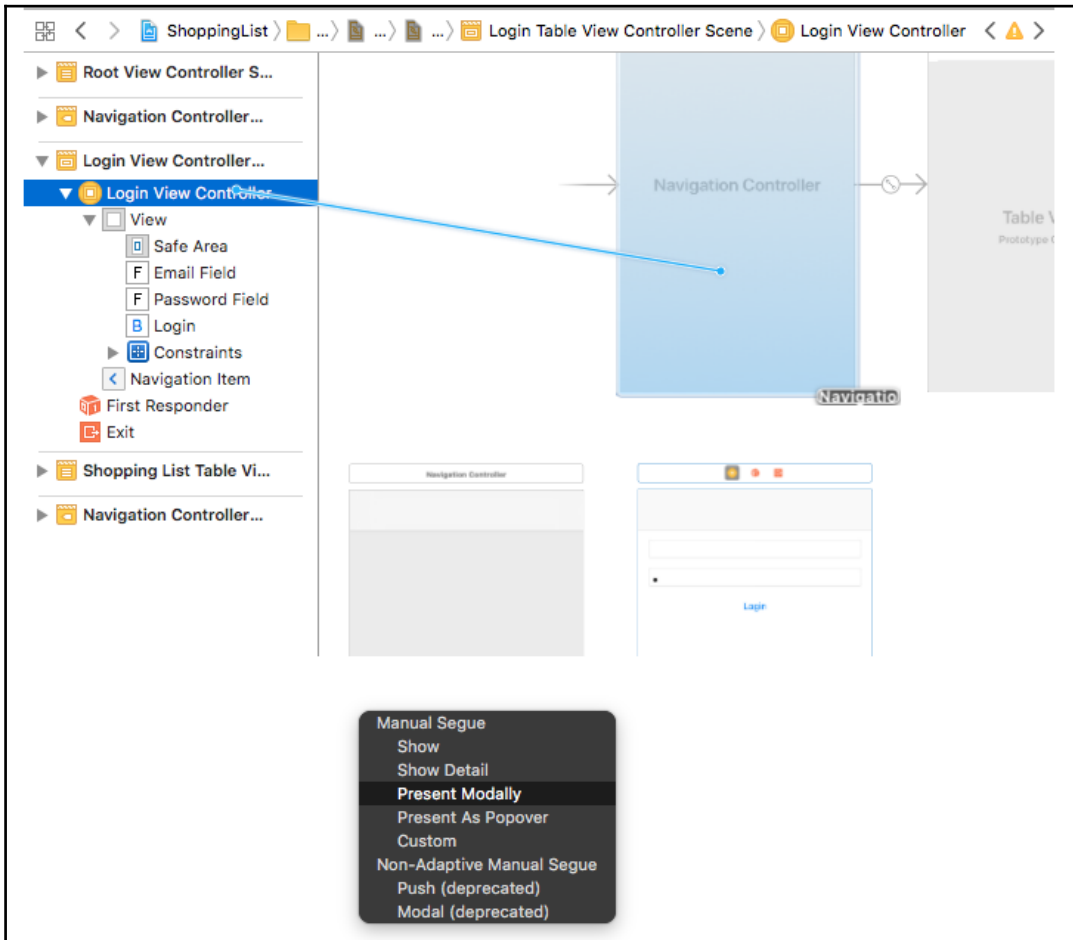 ShoppingList ...⟩ ...⟩ ...⟩ Login Table View Controller Scene ⟩ Login View Controller
Root View Controller S...
Navigation Controller...
Login View Controller...
Login View Controller
View
Safe Area
F Email Field
F Password Field
B Login
Constraints
Navigation Item
First Responder
Exit
Shopping List Table Vi...
Navigation Controller...
Navigation Controller
Table V
Prototype C
Navigatio
Navigation Controller
Login
Manual Segue
Show
Show Detail
Present Modally
Present As Popover
Custom
Non-Adaptive Manual Segue
Push (deprecated)
Modal (deprecated)